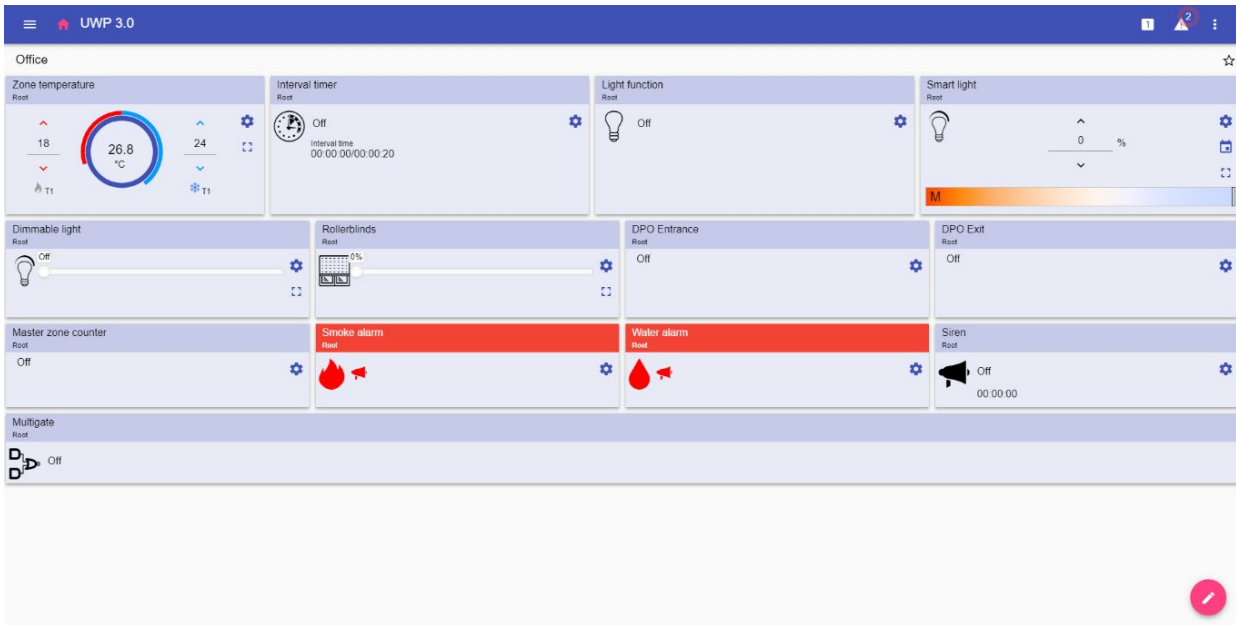 UWP 3.0
1
2
Office
Zone temperature
Root
18
26.8
°C
24
T1
T1
Interval timer
Root
Off
Interval time
00:00:00/00:00:20
Light function
Root
Off
Smart light
Root
0 %
M
Dimmable light
Root
Off
Rollerblinds
Root
0%
DPO Entrance
Root
Off
DPO Exit
Root
Off
Master zone counter
Root
Off
Smoke alarm
Root
Water alarm
Root
Siren
Root
Off
00:00:00
Multigate
Root
Off